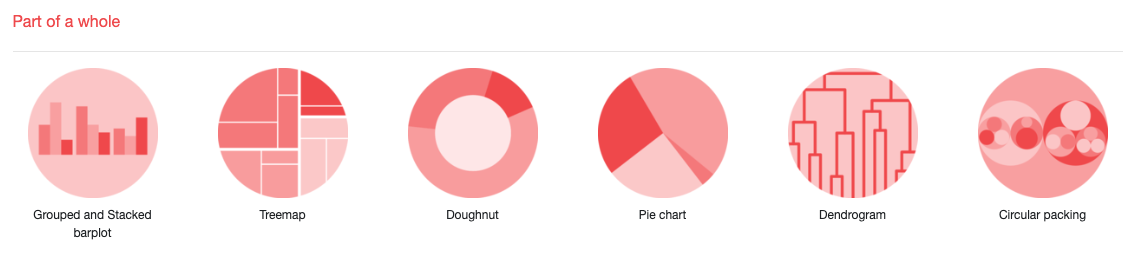 Part of a whole
Grouped and Stacked
barplot
Treemap
Doughnut
Pie chart
Dendrogram
Circular packing